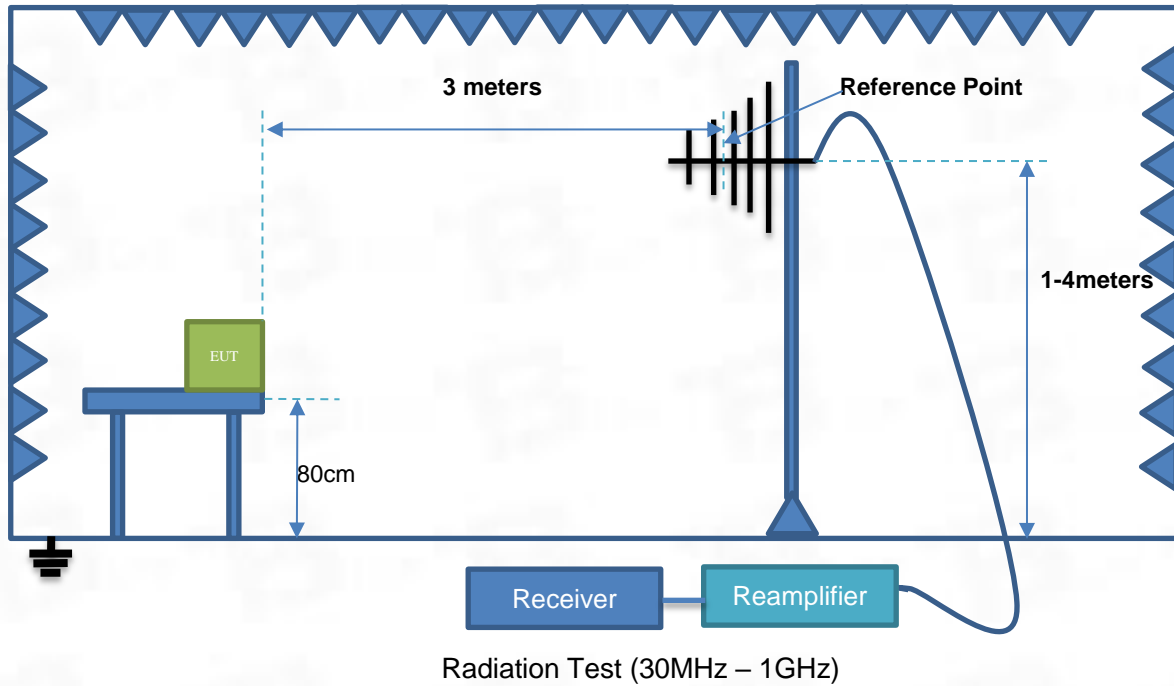 3 meters
Reference Point
1-4meters
EUT
80cm
Receiver
Reamplifier
Radiation Test (30MHz – 1GHz)